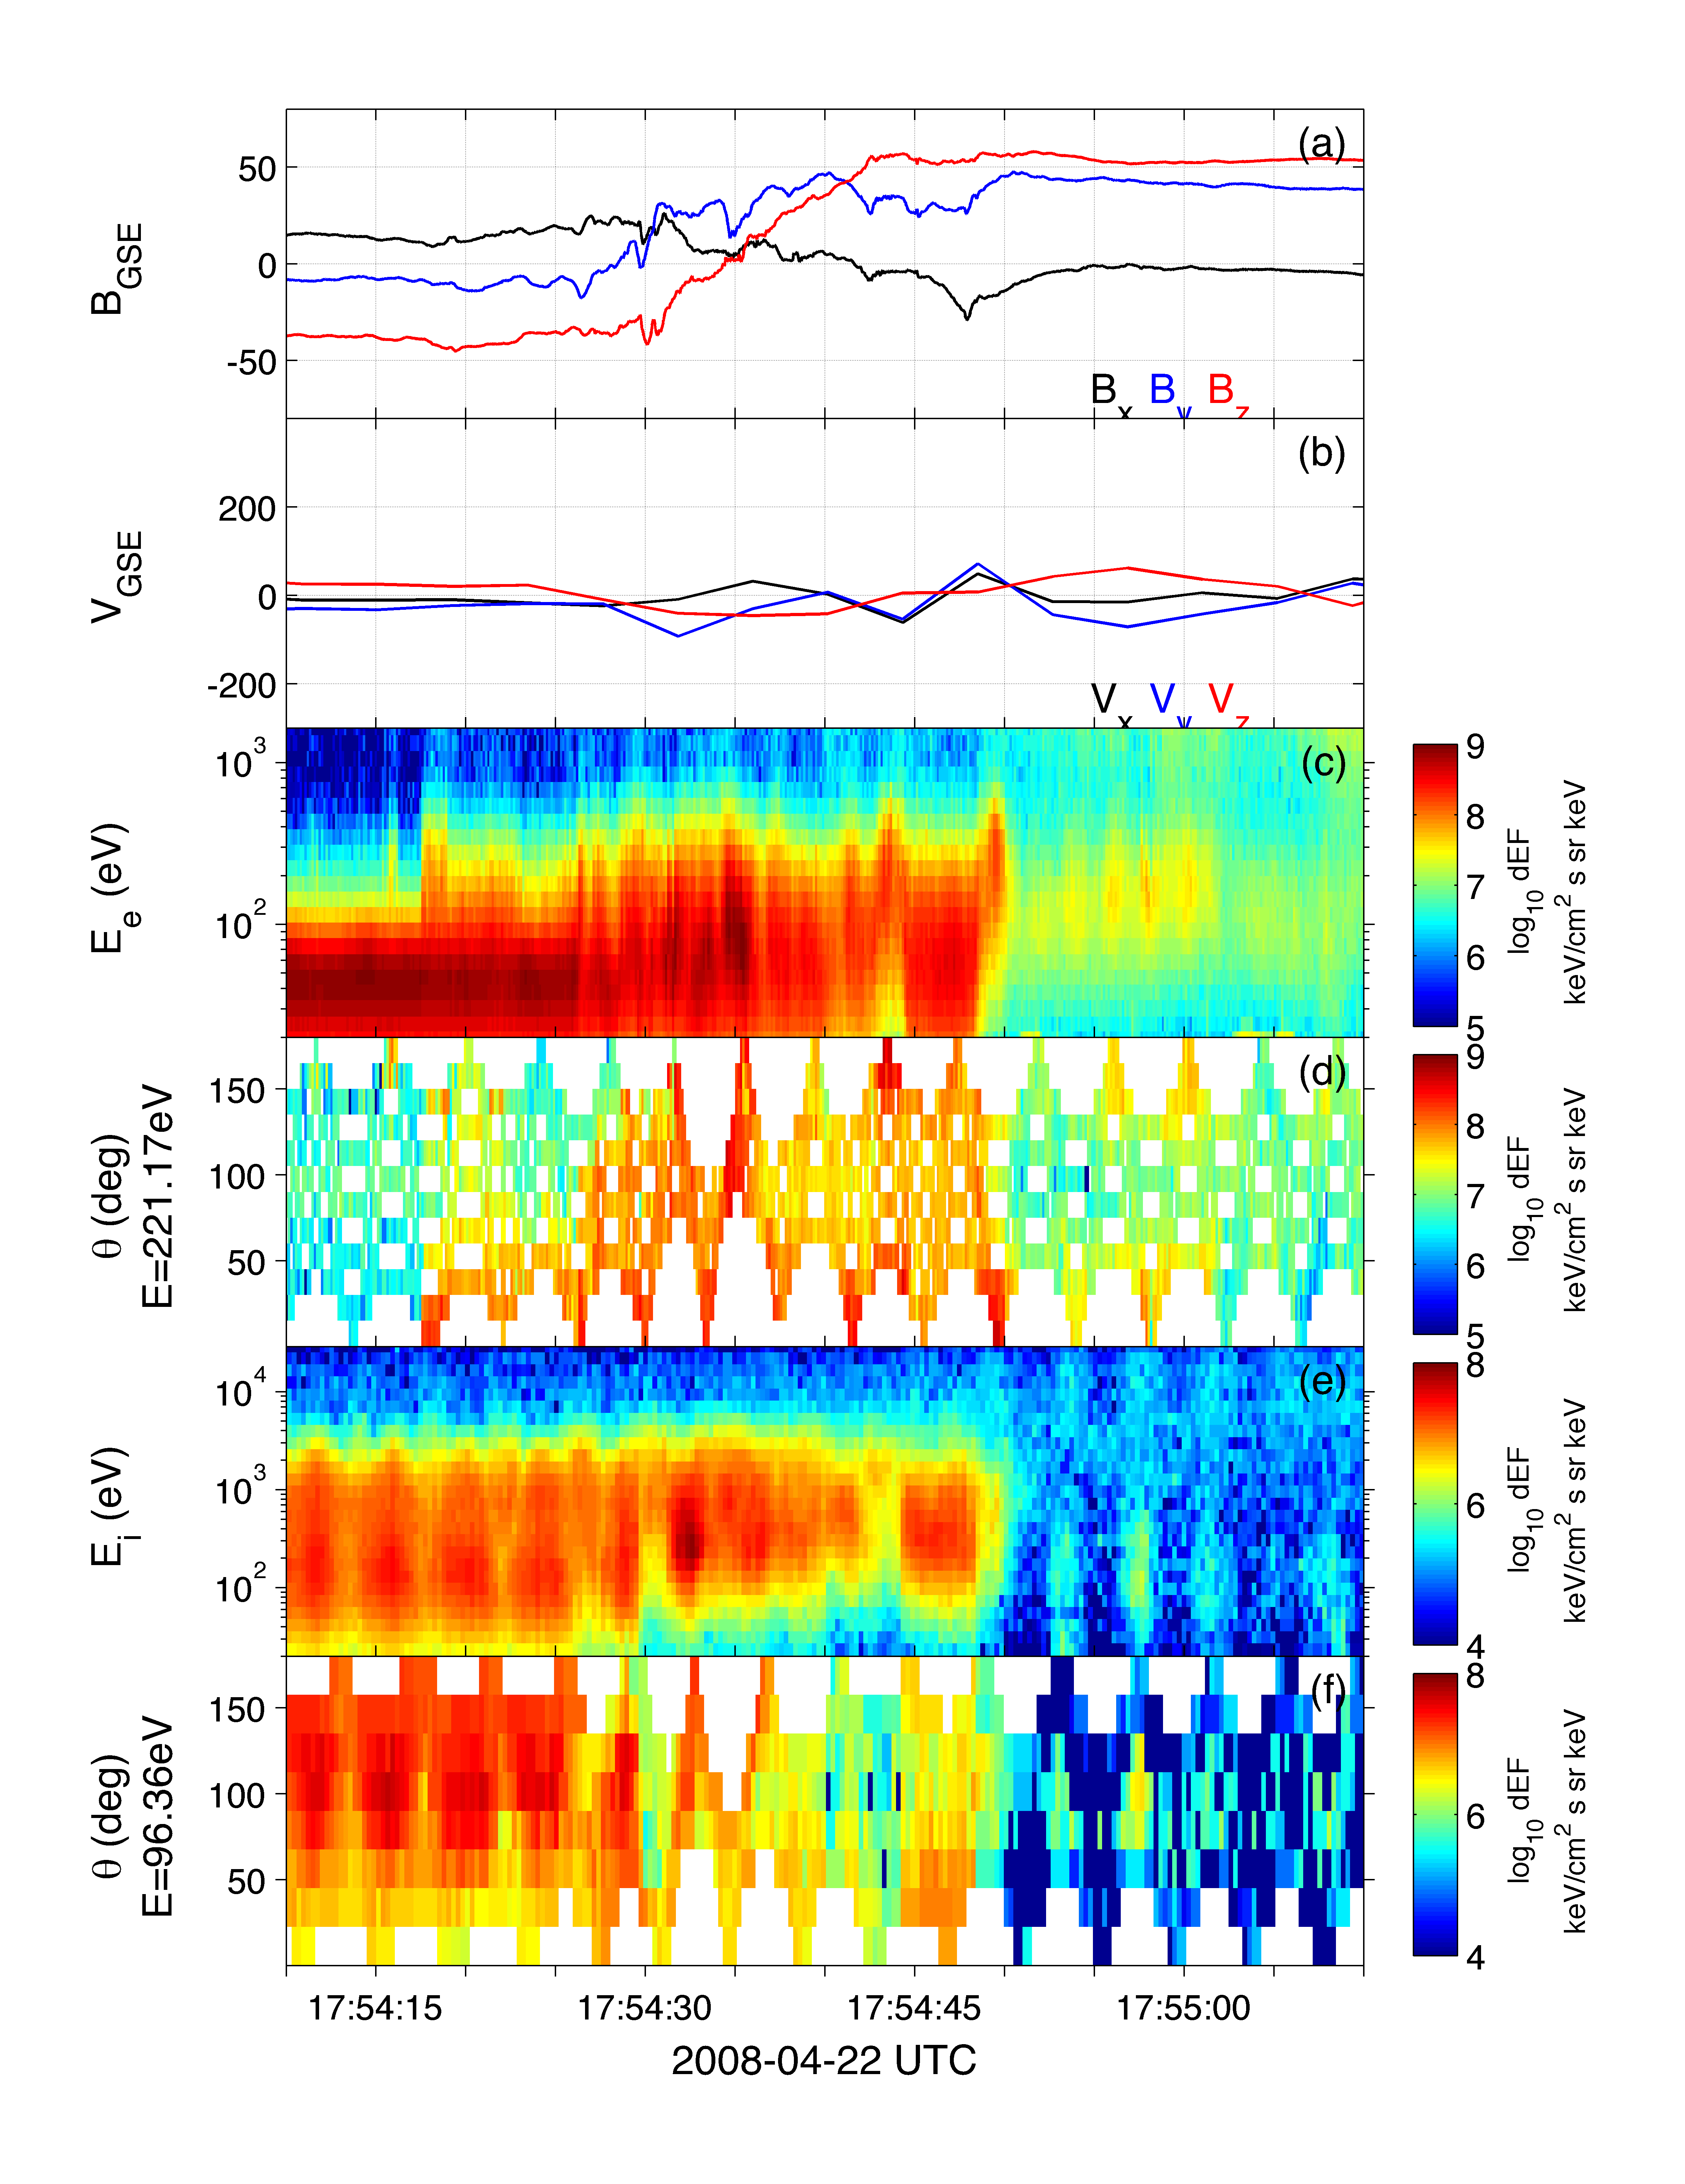 (a)
50
0
-50
B_GSE
B_x B_y B_z
(b)
200
0
-200
V_GSE
V_x V_y V_z
(c)
10^3
10^2
E_e (eV)
9
8
7
6
5
log_10 dEF
keV/cm^2 s sr keV
(d)
150
100
50
θ (deg)
E=221.17eV
9
8
7
6
5
log_10 dEF
keV/cm^2 s sr keV
(e)
10^4
10^3
10^2
E_i (eV)
8
6
4
log_10 dEF
keV/cm^2 s sr keV
(f)
150
100
50
θ (deg)
E=96.36eV
8
6
4
log_10 dEF
keV/cm^2 s sr keV
17:54:15 17:54:30 17:54:45 17:55:00
2008-04-22 UTC